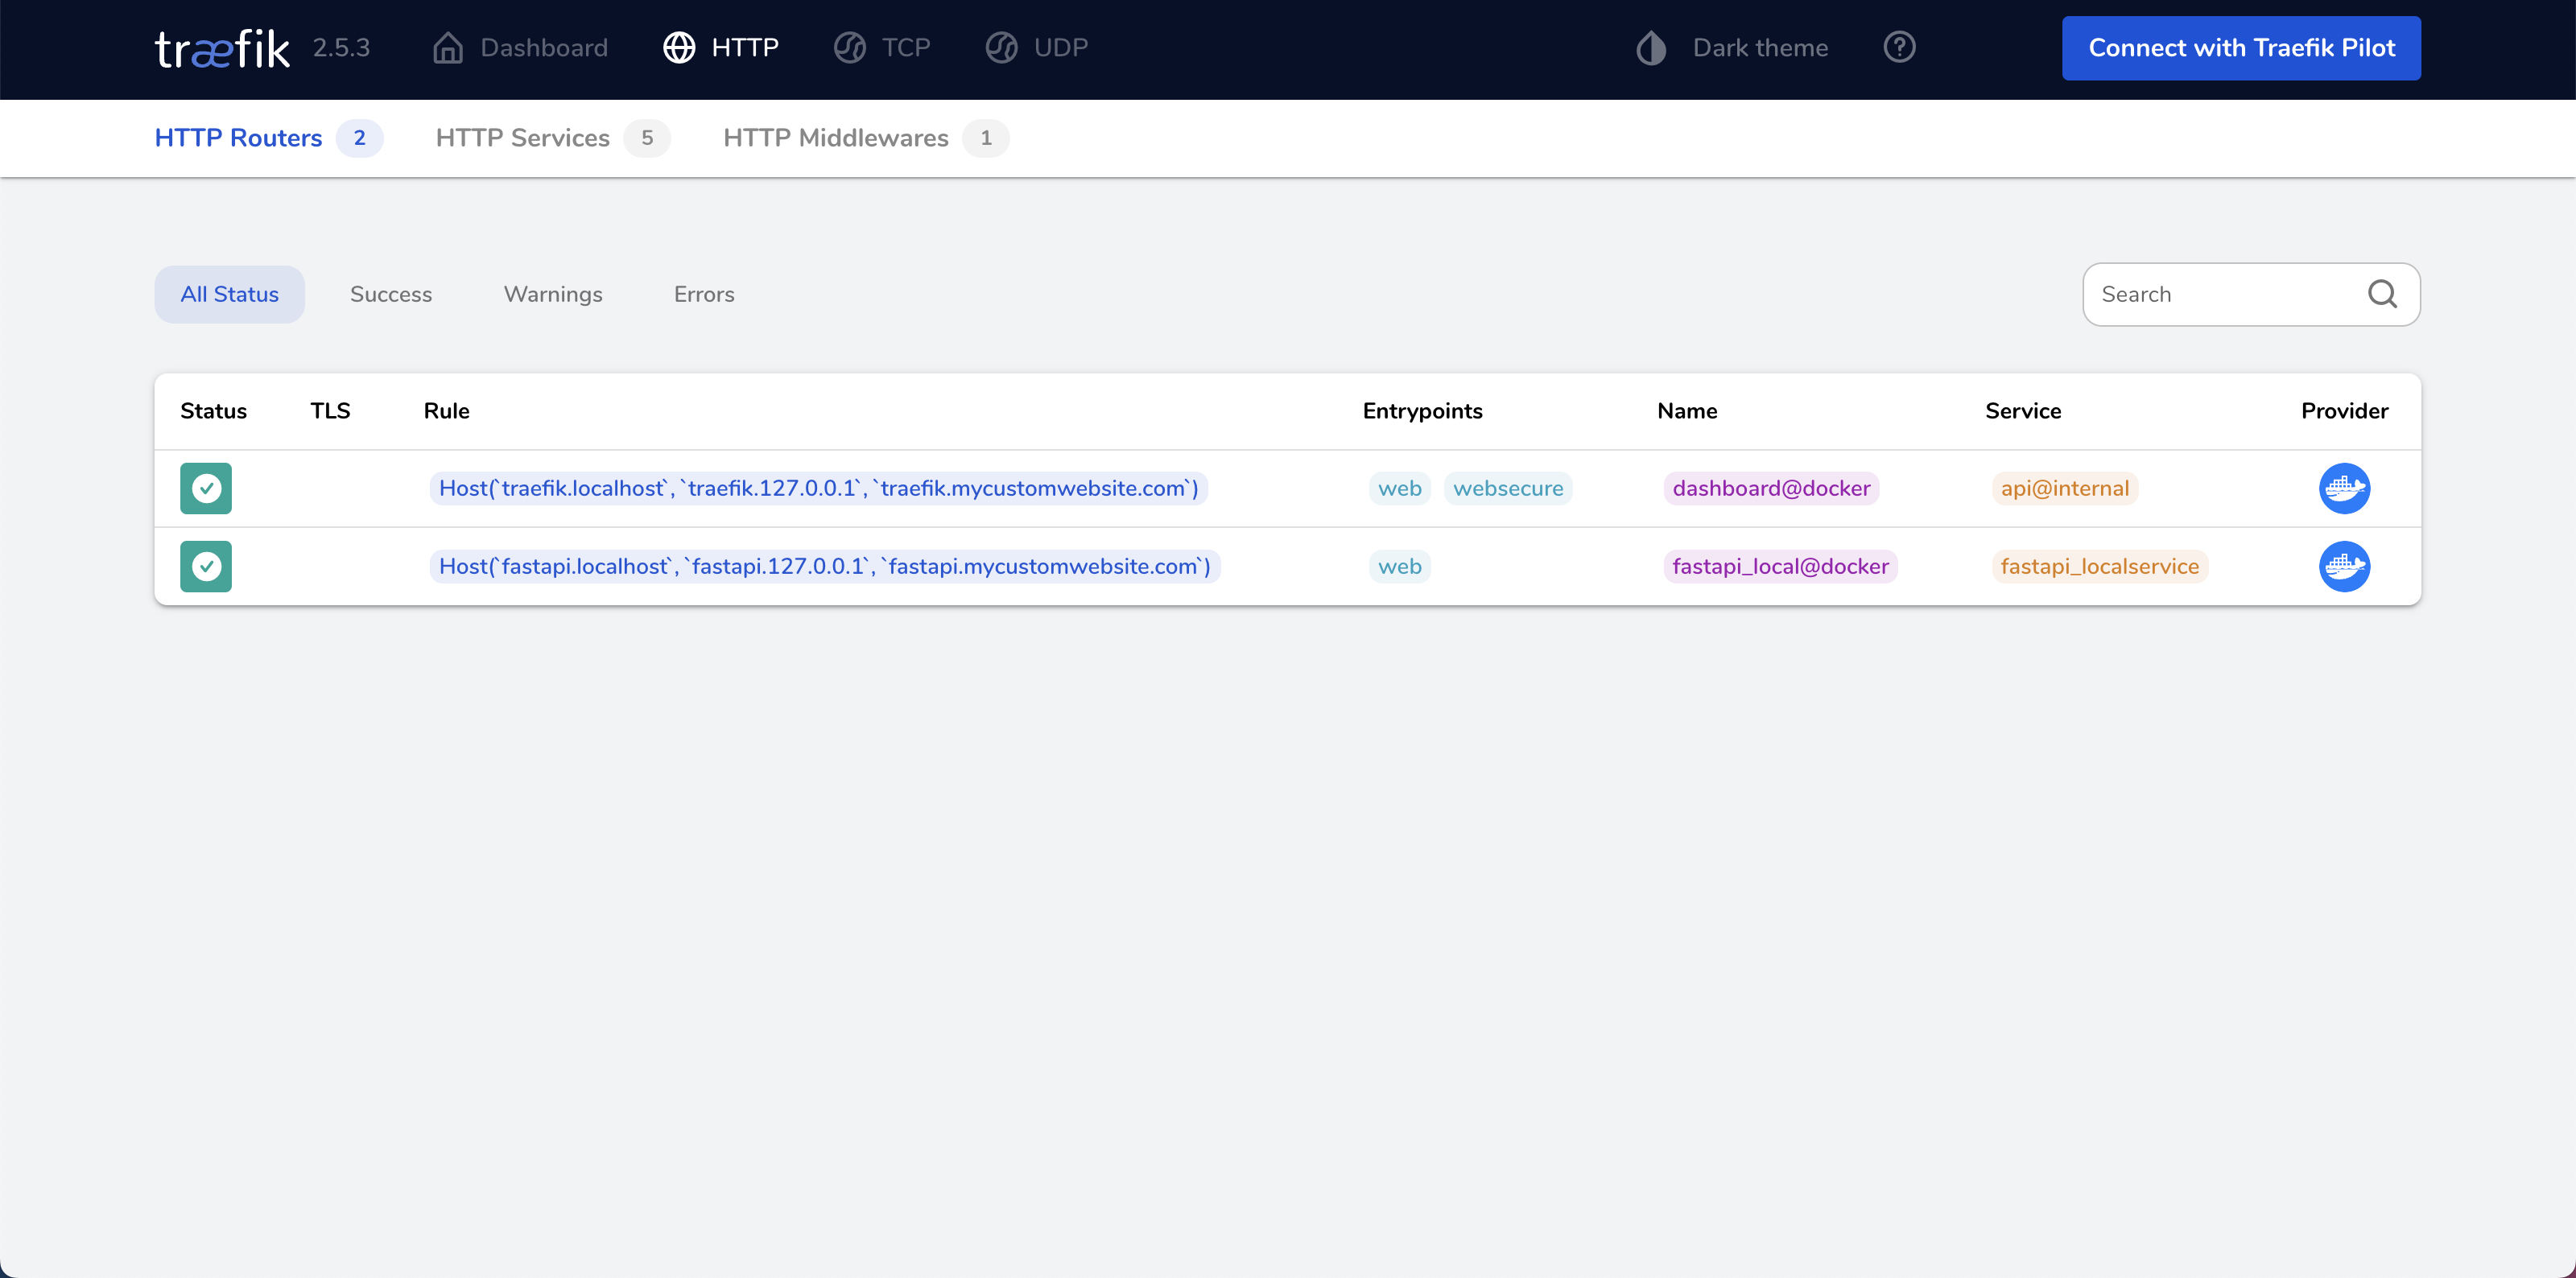 træfik 2.5.3 Dashboard HTTP TCP UDP Dark theme Connect with Traefik Pilot
HTTP Routers 2 HTTP Services 5 HTTP Middlewares 1
All Status Success Warnings Errors Search
Status TLS Rule Entrypoints Name Service Provider
Host(`traefik.localhost`, `traefik.127.0.0.1`, `traefik.mycustomwebsite.com`) web websecure dashboard@docker api@internal
Host(`fastapi.localhost`, `fastapi.127.0.0.1`, `fastapi.mycustomwebsite.com`) web fastapi_local@docker fastapi_localservice